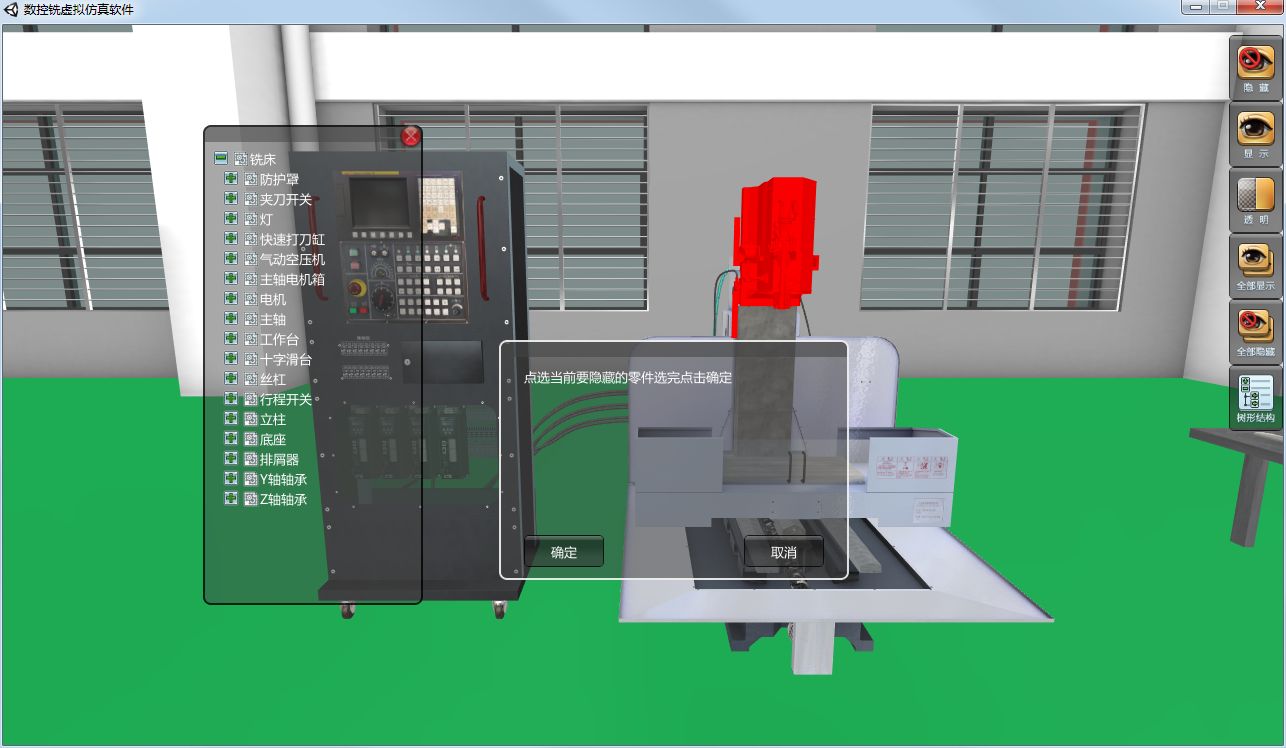 数控铣虚拟仿真软件
隐 藏
显 示
透 明
全部显示
全部隐藏
树形结构
铣床
防护罩
夹刀开关
灯
快速打刀缸
气动空压机
主轴电机箱
电机
主轴
工作台
十字滑台
丝杠
行程开关
立柱
底座
排屑器
Y轴轴承
Z轴轴承
点选当前要隐藏的零件选完点击确定
确定
取消